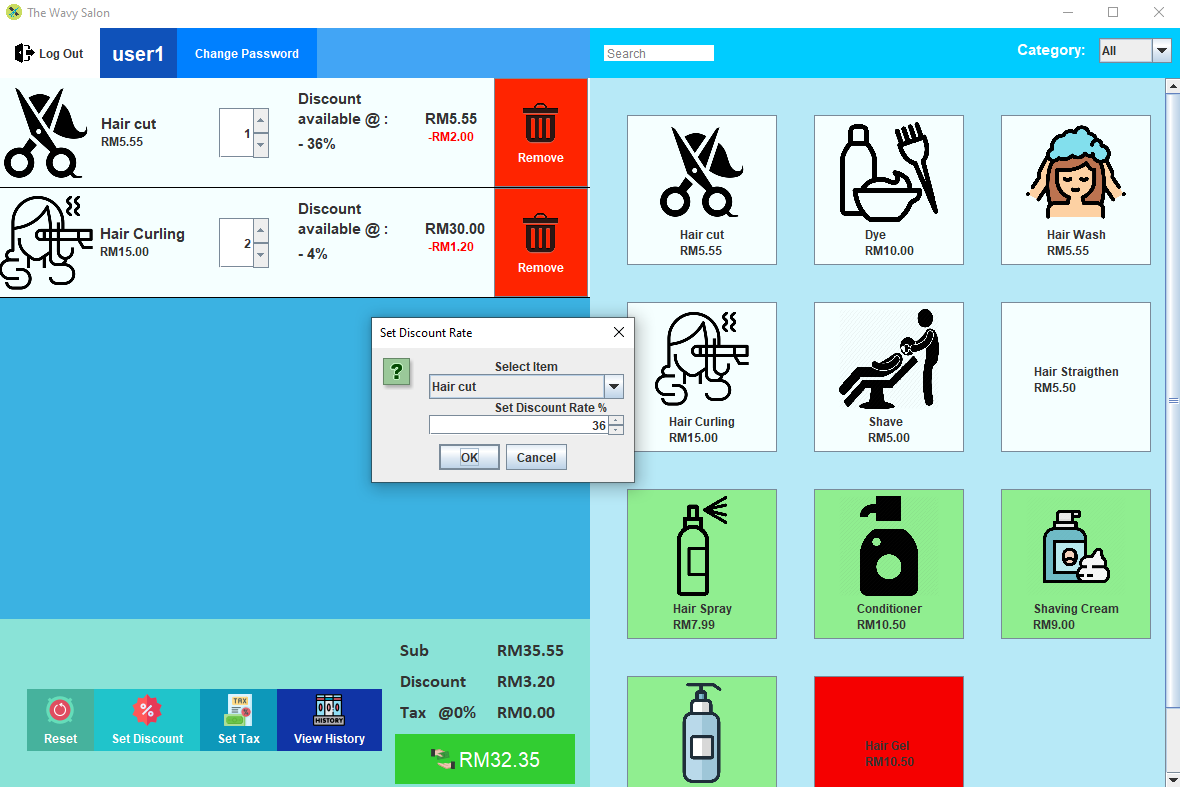 The Wavy Salon
Log Out
user1
Change Password
Search
Category:
All
Hair cut
RM5.55
1
Discount
available @ :
- 36%
RM5.55
-RM2.00
Remove
Hair Curling
RM15.00
2
Discount
available @ :
- 4%
RM30.00
-RM1.20
Remove
Set Discount Rate
?
Select Item
Hair cut
Set Discount Rate %
36
OK
Cancel
Hair cut
RM5.55
Dye
RM10.00
Hair Wash
RM5.55
Hair Curling
RM15.00
Shave
RM5.00
Hair Straigthen
RM5.50
Hair Spray
RM7.99
Conditioner
RM10.50
Shaving Cream
RM9.00
Hair Gel
RM10.50
Sub RM35.55
Discount RM3.20
Tax @0% RM0.00
RM32.35
Reset
%
Set Discount
TAX
Set Tax
HISTORY
View History